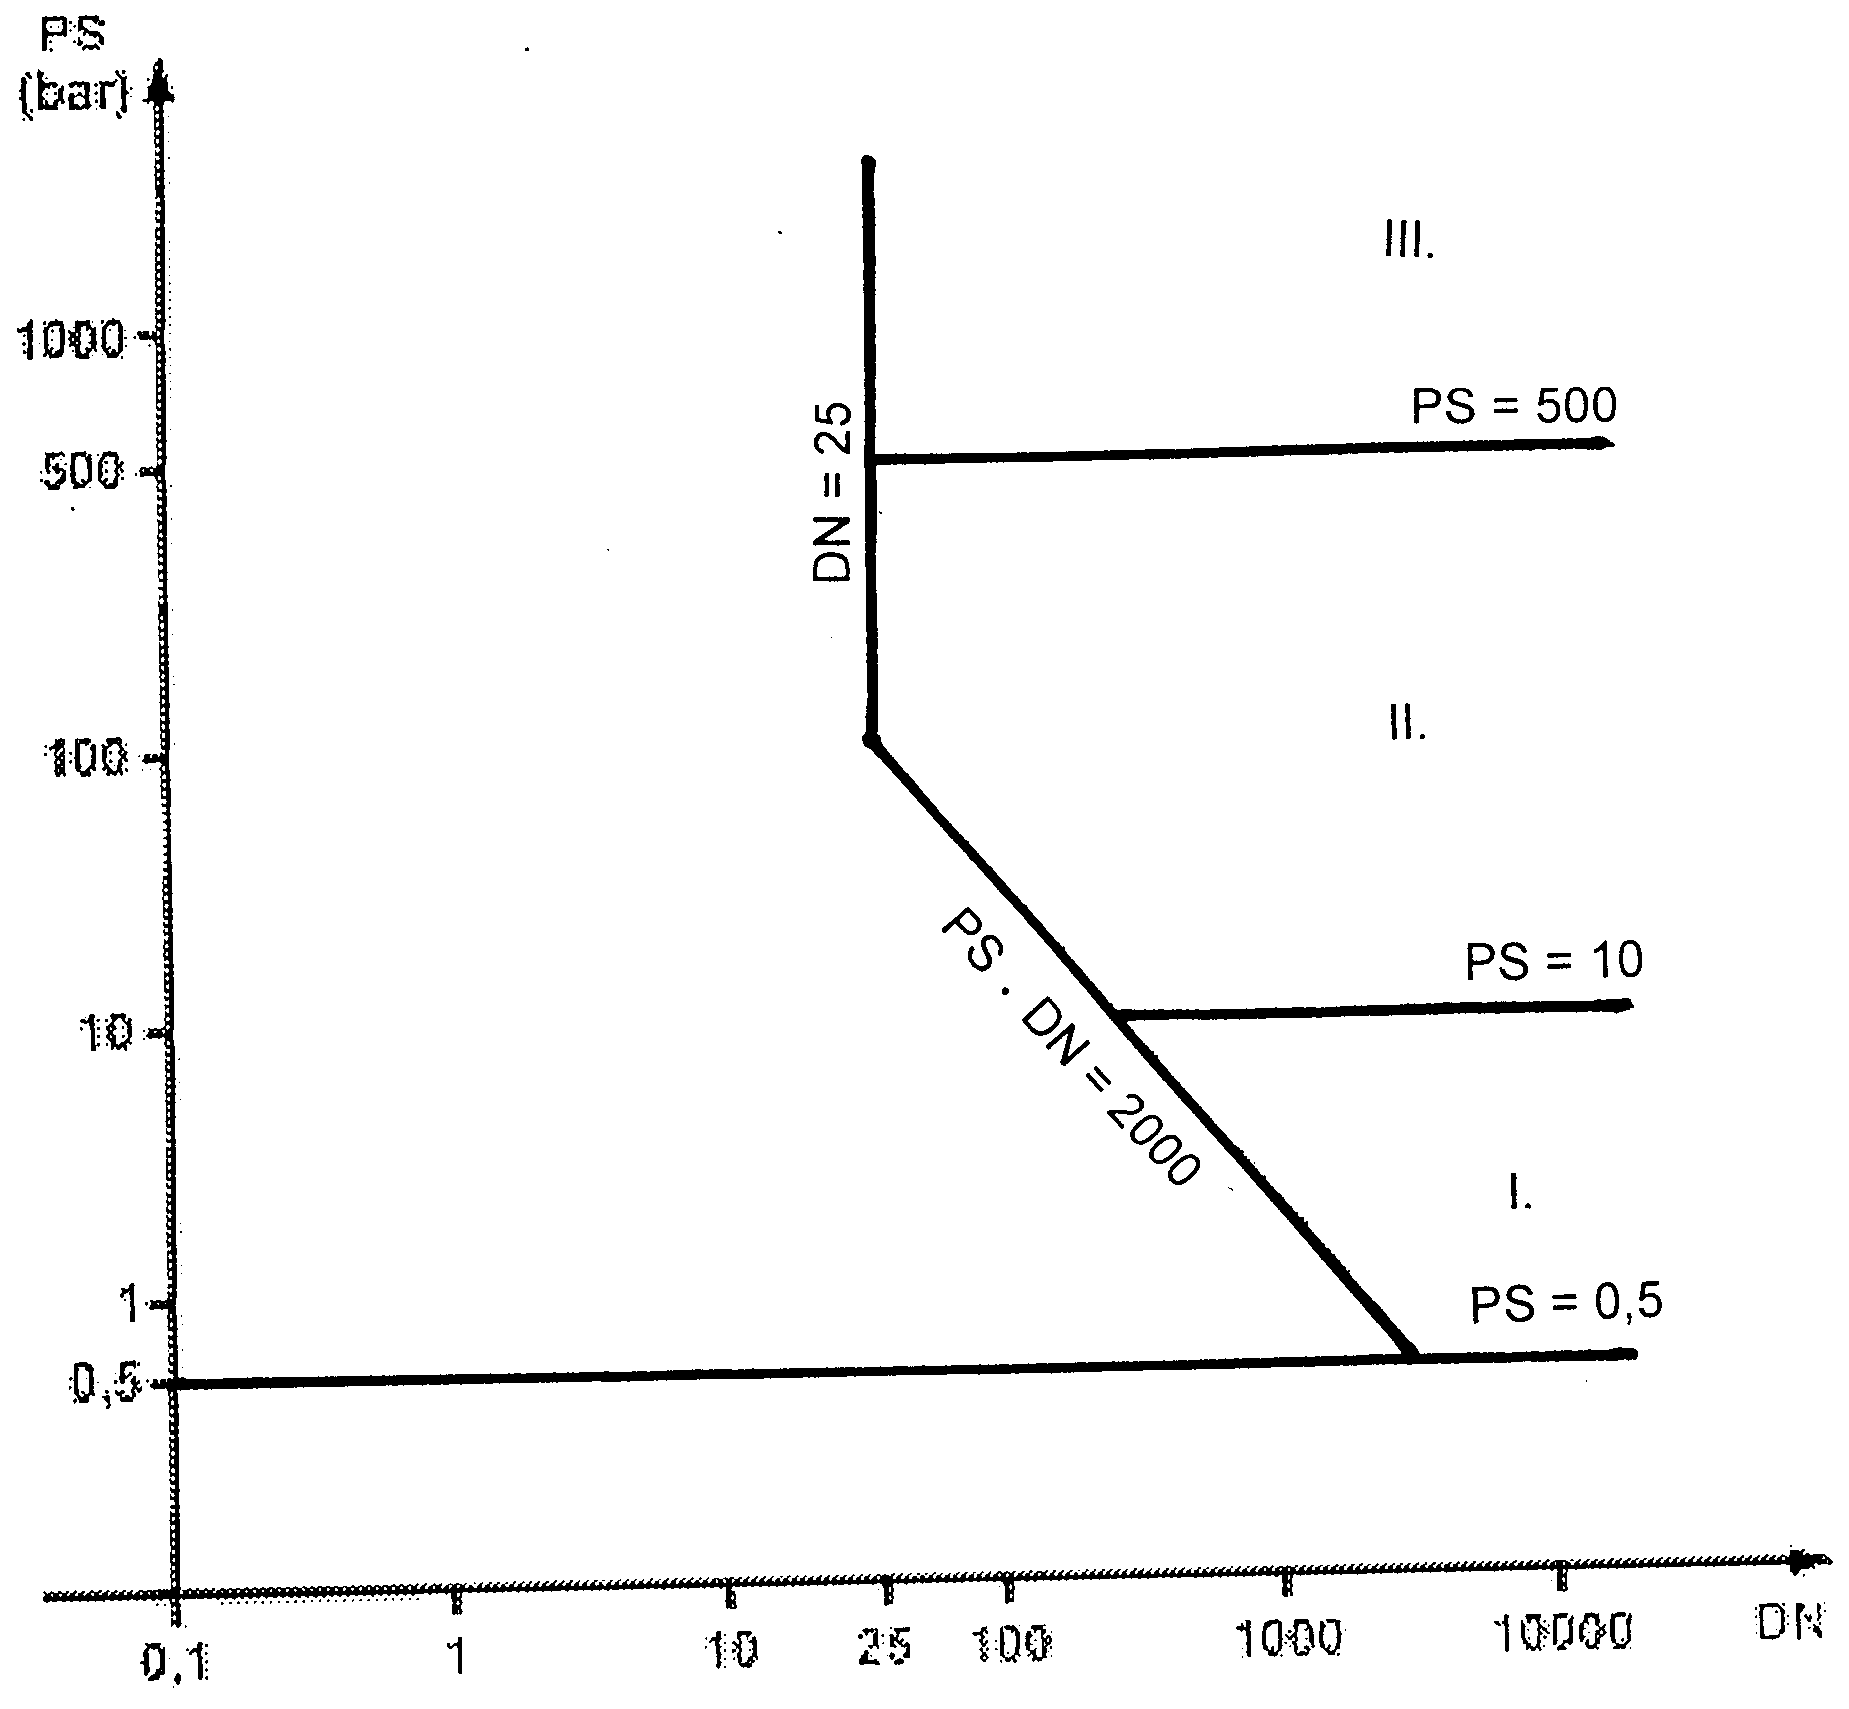 PS
(bar)
III.
1000
PS = 500
500
DN = 25
II.
100
PS = 10
10
PS . DN = 2000
I.
1
PS = 0,5
0,5
0,1
1
10
25
100
1000
10000
DN